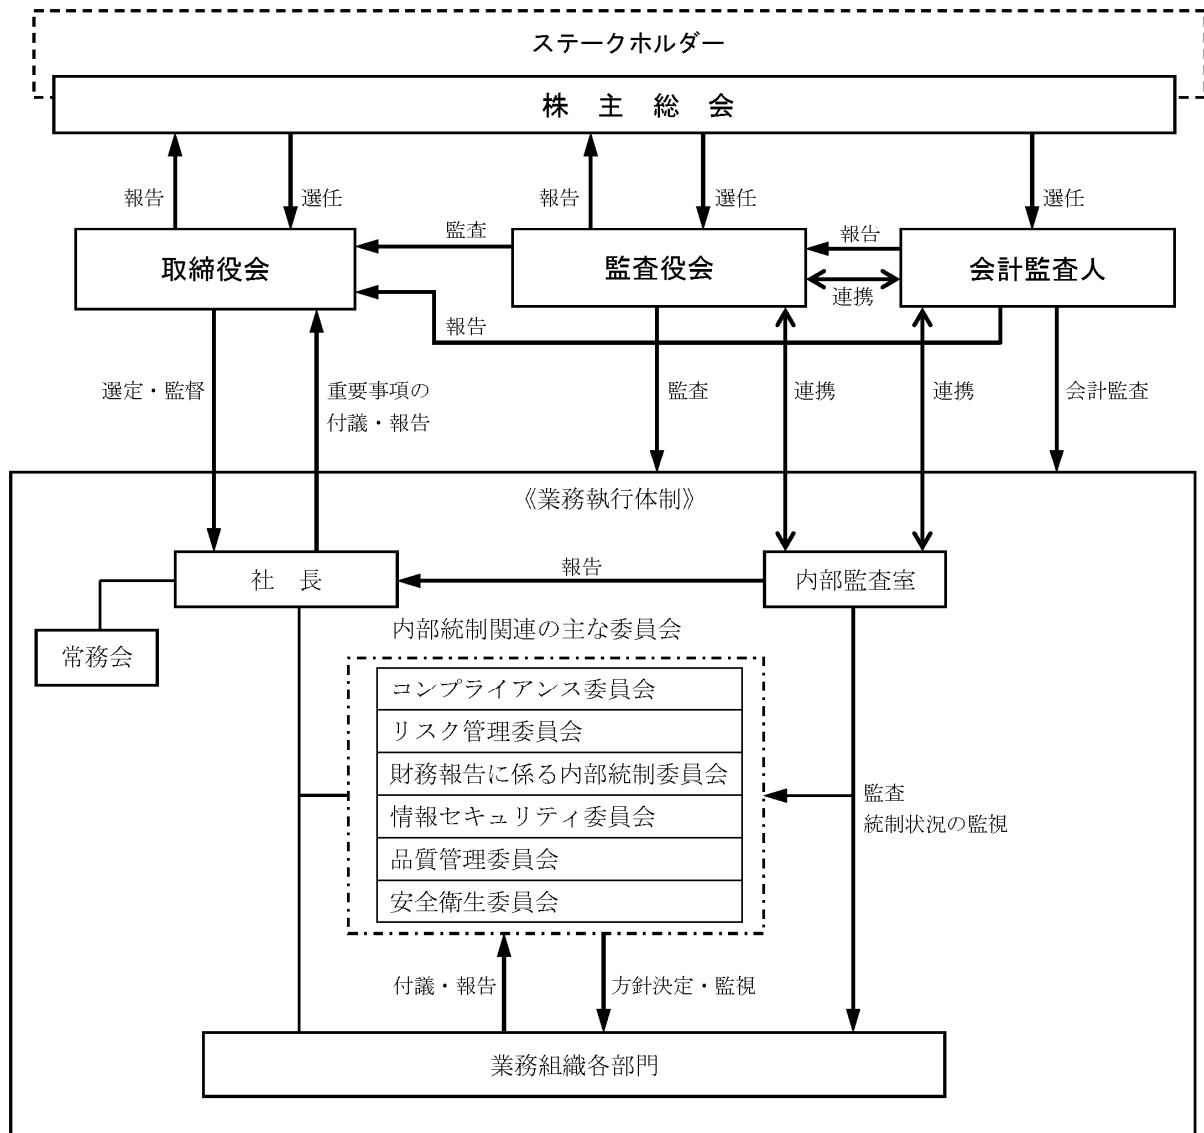 ステークホルダー
株 主 総 会
報告
選任
報告
選任
選任
取締役会
監査
監査役会
報告
連携
会計監査人
報告
選定・監督
重要事項の
付議・報告
監査
連携
連携
会計監査
《業務執行体制》
社 長
報告
内部監査室
常務会
内部統制関連の主な委員会
コンプライアンス委員会
リスク管理委員会
財務報告に係る内部統制委員会
情報セキュリティ委員会
品質管理委員会
安全衛生委員会
監査
統制状況の監視
付議・報告
方針決定・監視
業務組織各部門